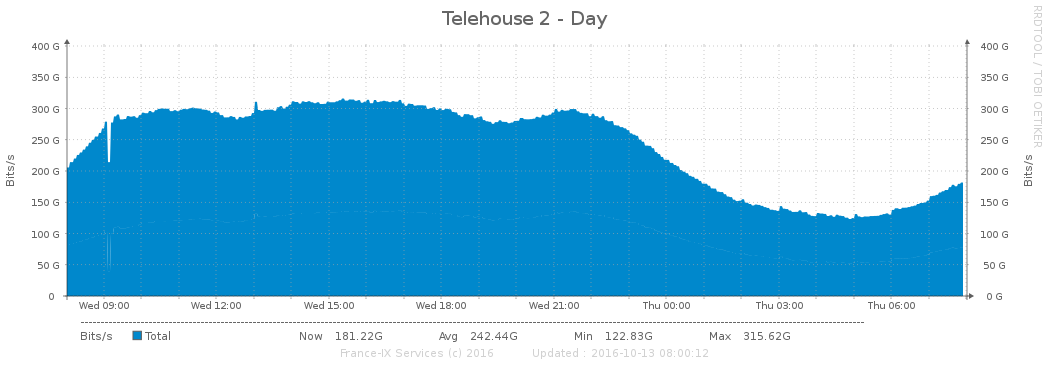 Telehouse 2 - Day
RRDTOOL / TOBI OETIKER
400 G 400 G
350 G 350 G
300 G 300 G
250 G 250 G
200 G 200 G
150 G 150 G
100 G 100 G
50 G 50 G
0 0 G
Bits/s
Bits/s
Wed 09:00 Wed 12:00 Wed 15:00 Wed 18:00 Wed 21:00 Thu 00:00 Thu 03:00 Thu 06:00
Bits/s Total Now 181.22G Avg 242.44G Min 122.83G Max 315.62G
France-IX Services (c) 2016 Updated : 2016-10-13 08:00:12